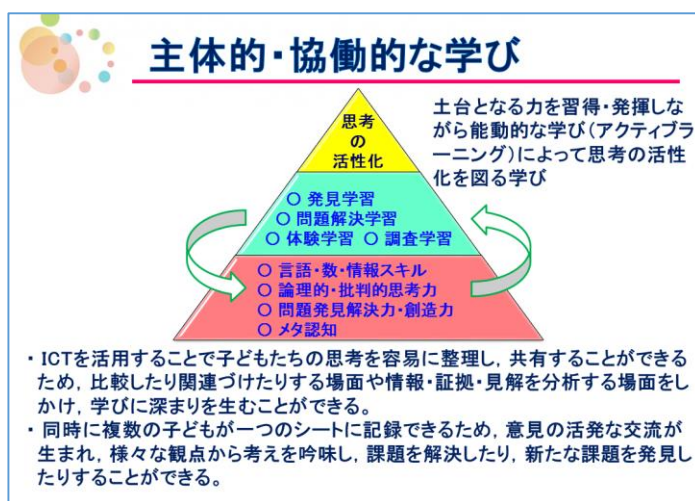 主体的・協働的な学び
思考
の
活性化
土台となる力を習得・発揮しな
がら能動的な学び(アクティブラ
ーニング)によって思考の活性
化を図る学び
○ 発見学習
○ 問題解決学習
○ 体験学習 ○ 調査学習
○ 言語・数・情報スキル
○ 論理的・批判的思考力
○ 問題発見解決力・創造力
○ メタ認知
・ICTを活用することで子どもたちの思考を容易に整理し，共有することができる
ため，比較したり関連づけたりする場面や情報・証拠・見解を分析する場面をし
かけ，学びに深まりを生むことができる。
・同時に複数の子どもが一つのシートに記録できるため，意見の活発な交流が
生まれ，様々な観点から考えを吟味し，課題を解決したり，新たな課題を発見し
たりすることができる。